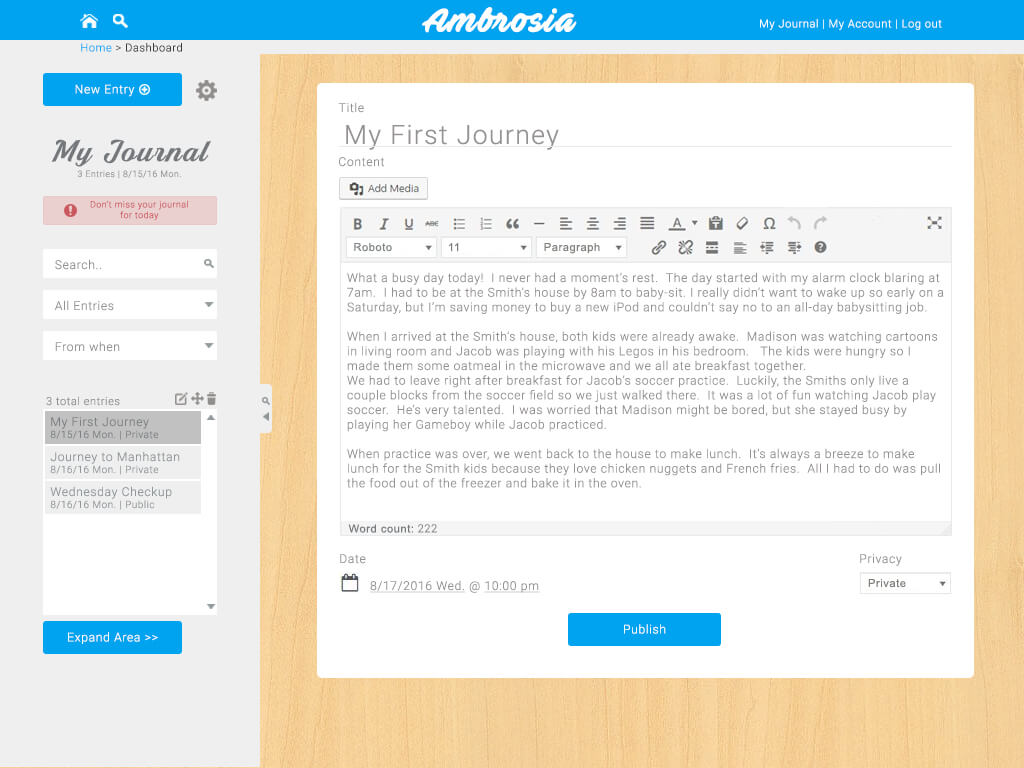 Ambrosia
My Journal | My Account | Log out
Home > Dashboard
New Entry
My Journal
3 Entries | 8/15/16 Mon.
Don't miss your journal
for today
Search..
All Entries
From when
3 total entries
My First Journey
8/15/16 Mon. | Private
Journey to Manhattan
8/16/16 Mon. | Private
Wednesday Checkup
8/16/16 Mon. | Public
Expand Area >>
Title
My First Journey
Content
Add Media
B I U ABC
Roboto 11 Paragraph
What a busy day today!  I never had a moment's rest.  The day started with my alarm clock blaring at
7am.  I had to be at the Smith's house by 8am to baby-sit. I really didn't want to wake up so early on a
Saturday, but I'm saving money to buy a new iPod and couldn't say no to an all-day babysitting job.
When I arrived at the Smith's house, both kids were already awake.  Madison was watching cartoons
in living room and Jacob was playing with his Legos in his bedroom.   The kids were hungry so I
made them some oatmeal in the microwave and we all ate breakfast together.
We had to leave right after breakfast for Jacob's soccer practice.  Luckily, the Smiths only live a
couple blocks from the soccer field so we just walked there.  It was a lot of fun watching Jacob play
soccer.  He's very talented.  I was worried that Madison might be bored, but she stayed busy by
playing her Gameboy while Jacob practiced.
When practice was over, we went back to the house to make lunch.  It's always a breeze to make
lunch for the Smith kids because they love chicken nuggets and French fries.  All I had to do was pull
the food out of the freezer and bake it in the oven.
Word count: 222
Date
8/17/2016 Wed. @ 10:00 pm
Privacy
Private
Publish